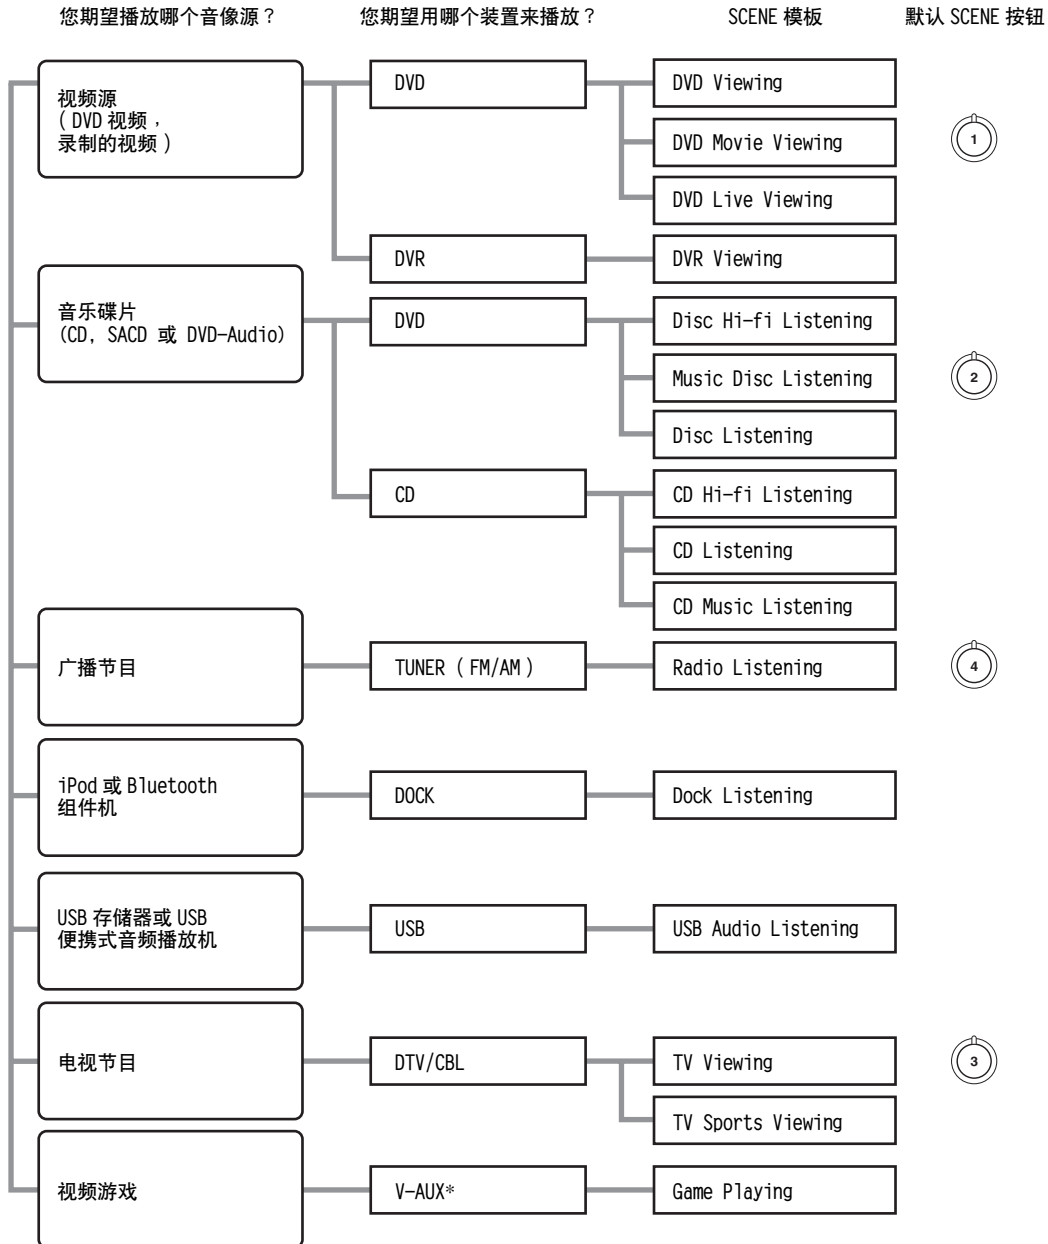 您期望播放哪个音像源？
您期望用哪个装置来播放？
SCENE 模板
默认 SCENE 按钮
视频源
（DVD 视频，
录制的视频）
DVD
DVD Viewing
DVD Movie Viewing
1
DVD Live Viewing
DVR
DVR Viewing
音乐碟片
(CD, SACD 或 DVD-Audio)
DVD
Disc Hi-fi Listening
Music Disc Listening
2
Disc Listening
CD
CD Hi-fi Listening
CD Listening
CD Music Listening
广播节目
TUNER（FM/AM）
Radio Listening
4
iPod 或 Bluetooth
组件机
DOCK
Dock Listening
USB 存储器或 USB
便携式音频播放机
USB
USB Audio Listening
电视节目
DTV/CBL
TV Viewing
3
TV Sports Viewing
视频游戏
V-AUX*
Game Playing